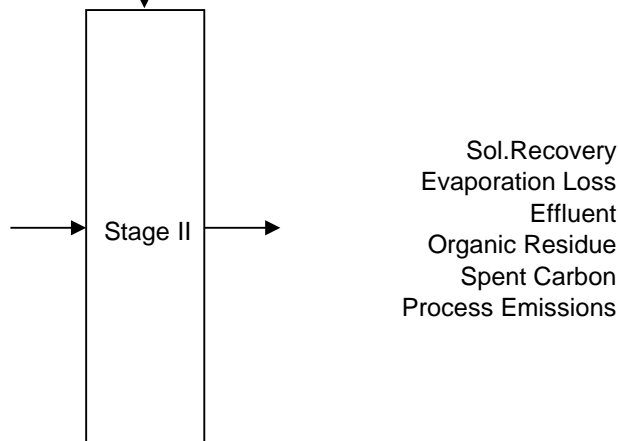 Stage II
Sol.Recovery
Evaporation Loss
Effluent
Organic Residue
Spent Carbon
Process Emissions